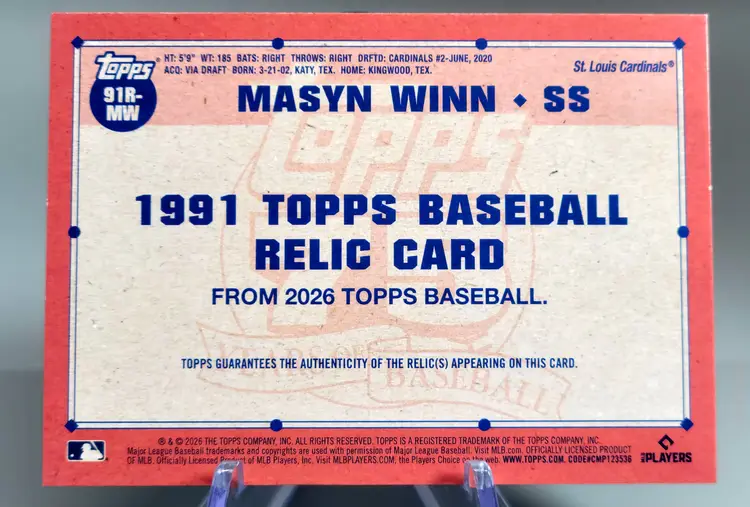 Topps
91R-
MW
HT: 5'9" WT: 185 BATS: RIGHT THROWS: RIGHT DRFTD: CARDINALS #2-JUNE, 2020
ACQ: VIA DRAFT BORN: 3-21-02, KATY, TEX. HOME: KINGWOOD, TEX.
St. Louis Cardinals®
MASYN WINN ♦ SS
Topps
75
1991 TOPPS BASEBALL
RELIC CARD
FROM 2026 TOPPS BASEBALL.
YEARS OF
BASEBALL
TOPPS GUARANTEES THE AUTHENTICITY OF THE RELIC(S) APPEARING ON THIS CARD.
® & © 2026 THE TOPPS COMPANY, INC. ALL RIGHTS RESERVED. TOPPS IS A REGISTERED TRADEMARK OF THE TOPPS COMPANY, INC.
Major League Baseball trademarks and copyrights are used with permission of Major League Baseball. Visit MLB.com. OFFICIALLY LICENSED PRODUCT
OF MLB. Officially Licensed Product of MLB Players, Inc. Visit MLBPLAYERS.com, the Players Choice on the web. WWW.TOPPS.COM. CODE#CMP123536
MLB PLAYERS